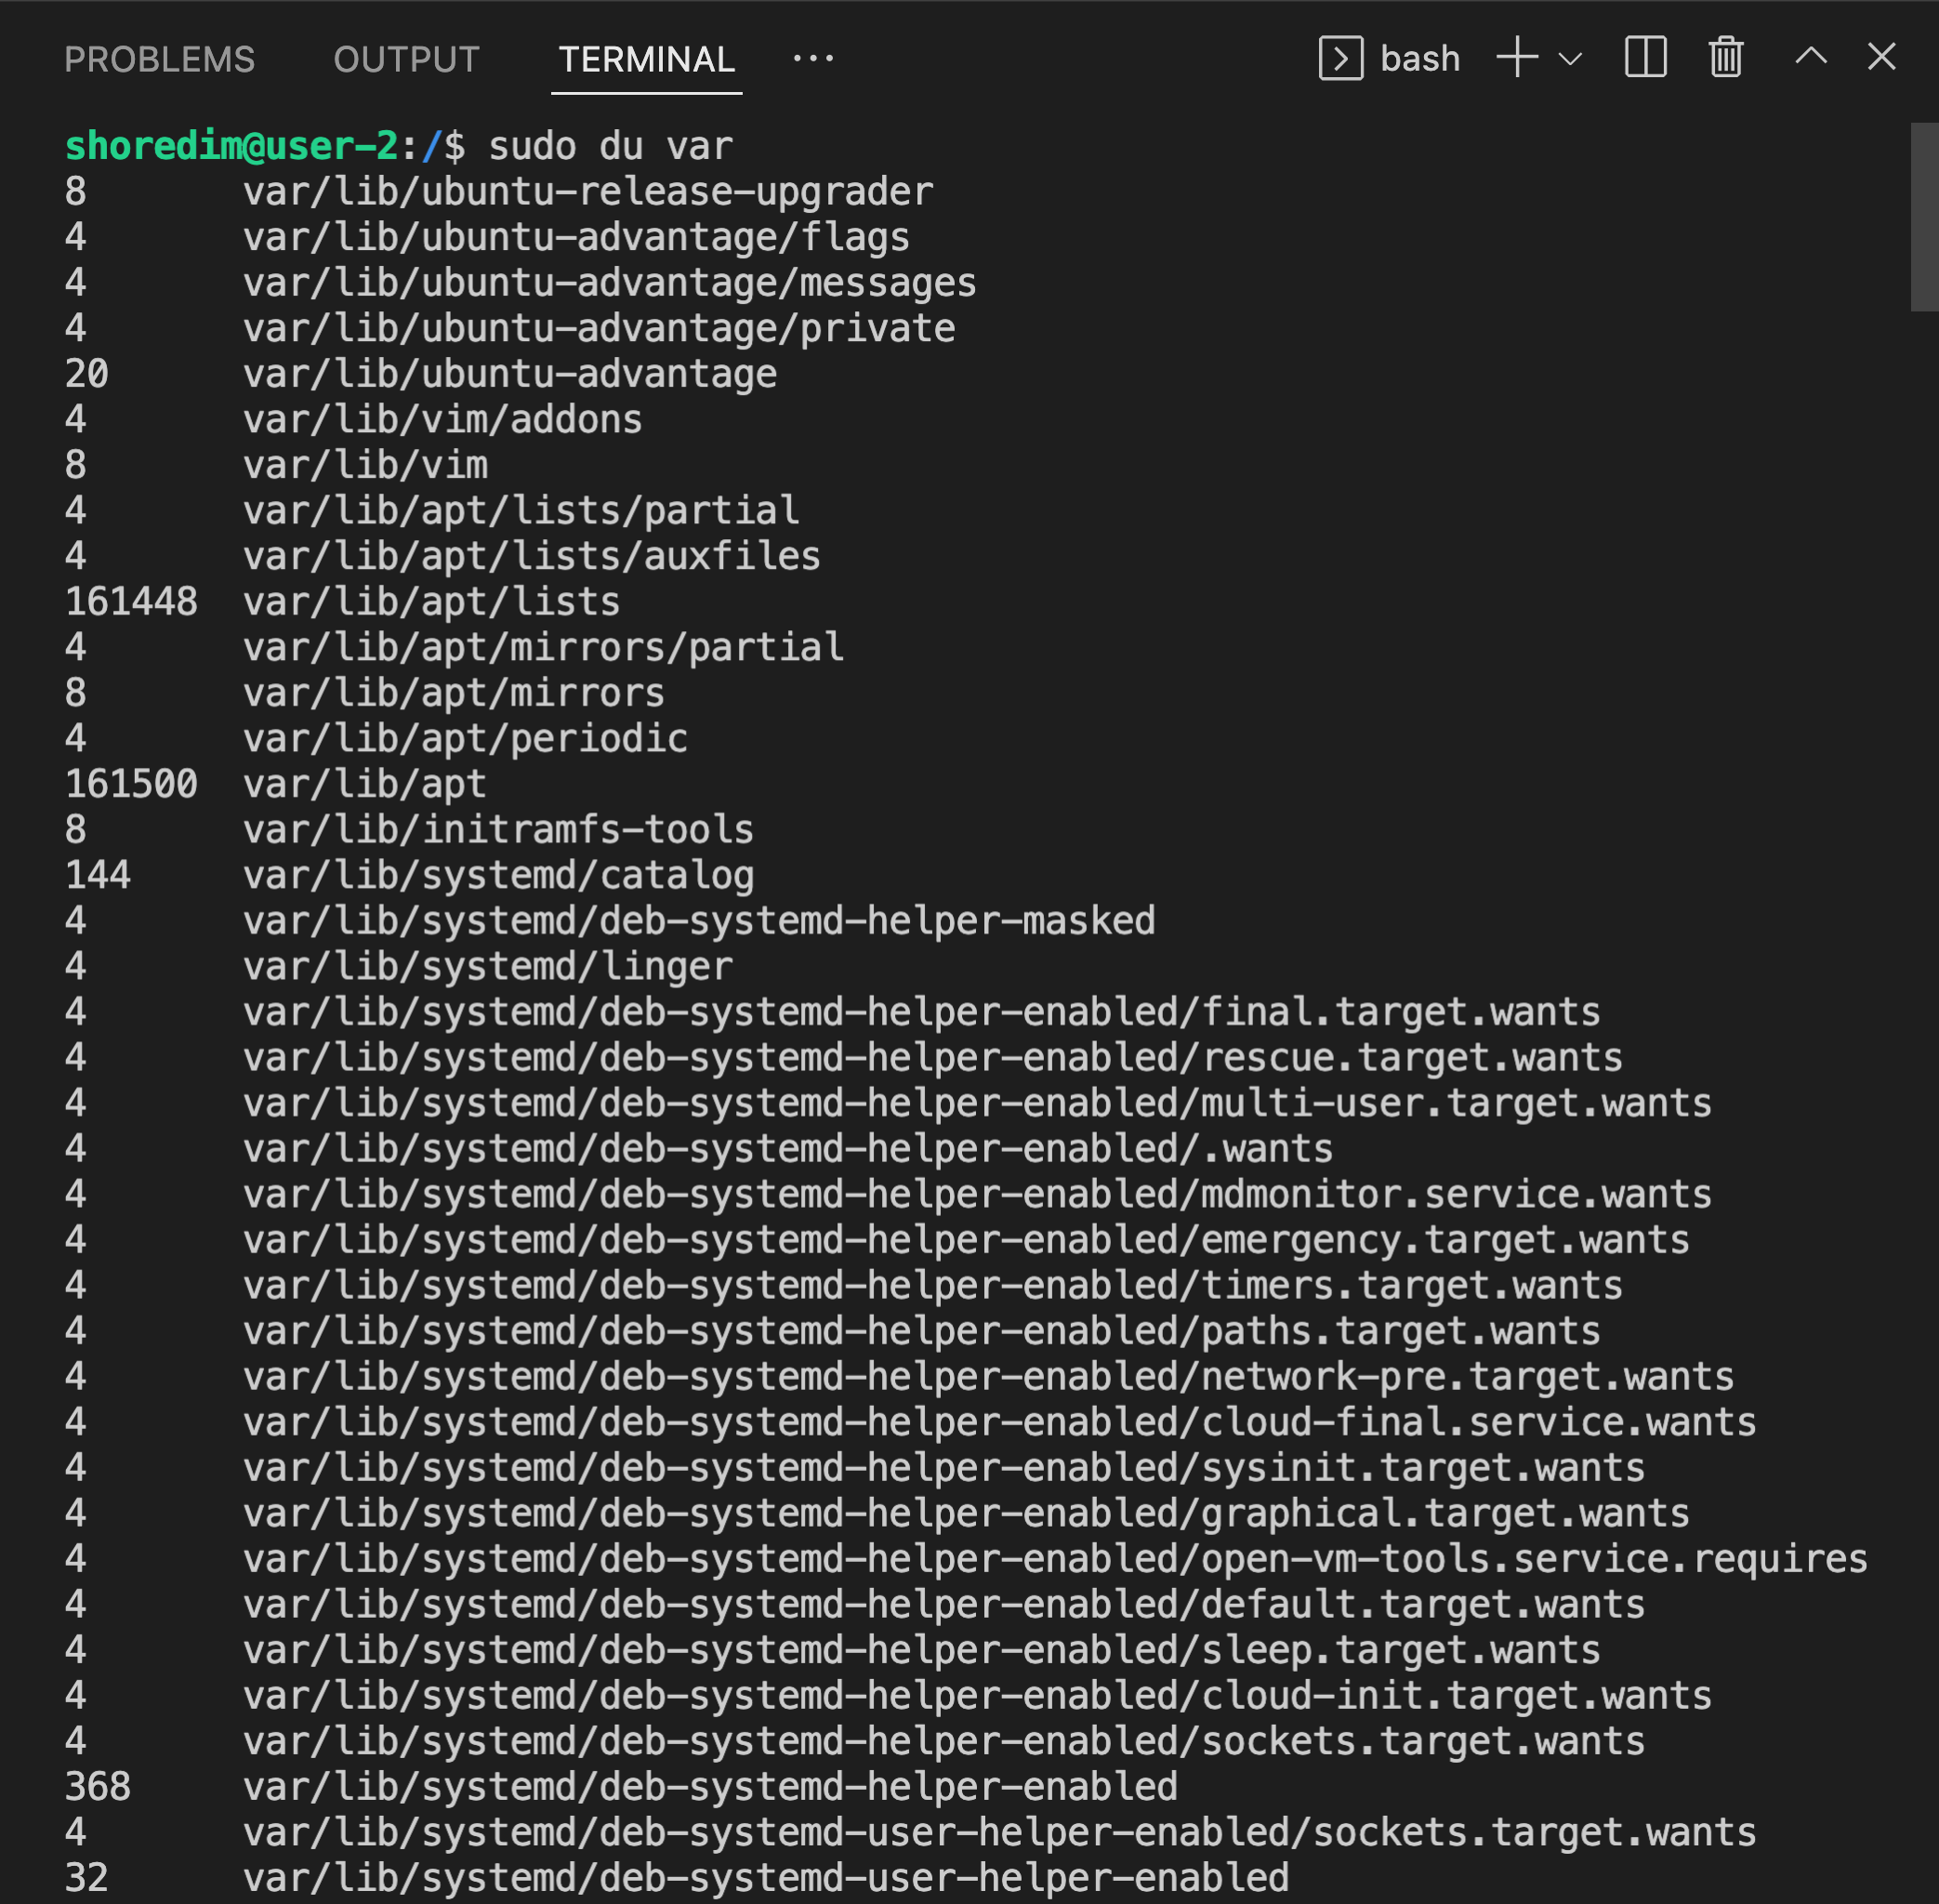 PROBLEMS OUTPUT TERMINAL ... bash
shoredim@user-2:/$ sudo du var
8 var/lib/ubuntu-release-upgrader
4 var/lib/ubuntu-advantage/flags
4 var/lib/ubuntu-advantage/messages
4 var/lib/ubuntu-advantage/private
20 var/lib/ubuntu-advantage
4 var/lib/vim/addons
8 var/lib/vim
4 var/lib/apt/lists/partial
4 var/lib/apt/lists/auxfiles
161448 var/lib/apt/lists
4 var/lib/apt/mirrors/partial
8 var/lib/apt/mirrors
4 var/lib/apt/periodic
161500 var/lib/apt
8 var/lib/initramfs-tools
144 var/lib/systemd/catalog
4 var/lib/systemd/deb-systemd-helper-masked
4 var/lib/systemd/linger
4 var/lib/systemd/deb-systemd-helper-enabled/final.target.wants
4 var/lib/systemd/deb-systemd-helper-enabled/rescue.target.wants
4 var/lib/systemd/deb-systemd-helper-enabled/multi-user.target.wants
4 var/lib/systemd/deb-systemd-helper-enabled/.wants
4 var/lib/systemd/deb-systemd-helper-enabled/mdmonitor.service.wants
4 var/lib/systemd/deb-systemd-helper-enabled/emergency.target.wants
4 var/lib/systemd/deb-systemd-helper-enabled/timers.target.wants
4 var/lib/systemd/deb-systemd-helper-enabled/paths.target.wants
4 var/lib/systemd/deb-systemd-helper-enabled/network-pre.target.wants
4 var/lib/systemd/deb-systemd-helper-enabled/cloud-final.service.wants
4 var/lib/systemd/deb-systemd-helper-enabled/sysinit.target.wants
4 var/lib/systemd/deb-systemd-helper-enabled/graphical.target.wants
4 var/lib/systemd/deb-systemd-helper-enabled/open-vm-tools.service.requires
4 var/lib/systemd/deb-systemd-helper-enabled/default.target.wants
4 var/lib/systemd/deb-systemd-helper-enabled/sleep.target.wants
4 var/lib/systemd/deb-systemd-helper-enabled/cloud-init.target.wants
4 var/lib/systemd/deb-systemd-helper-enabled/sockets.target.wants
368 var/lib/systemd/deb-systemd-helper-enabled
4 var/lib/systemd/deb-systemd-user-helper-enabled/sockets.target.wants
32 var/lib/systemd/deb-systemd-user-helper-enabled